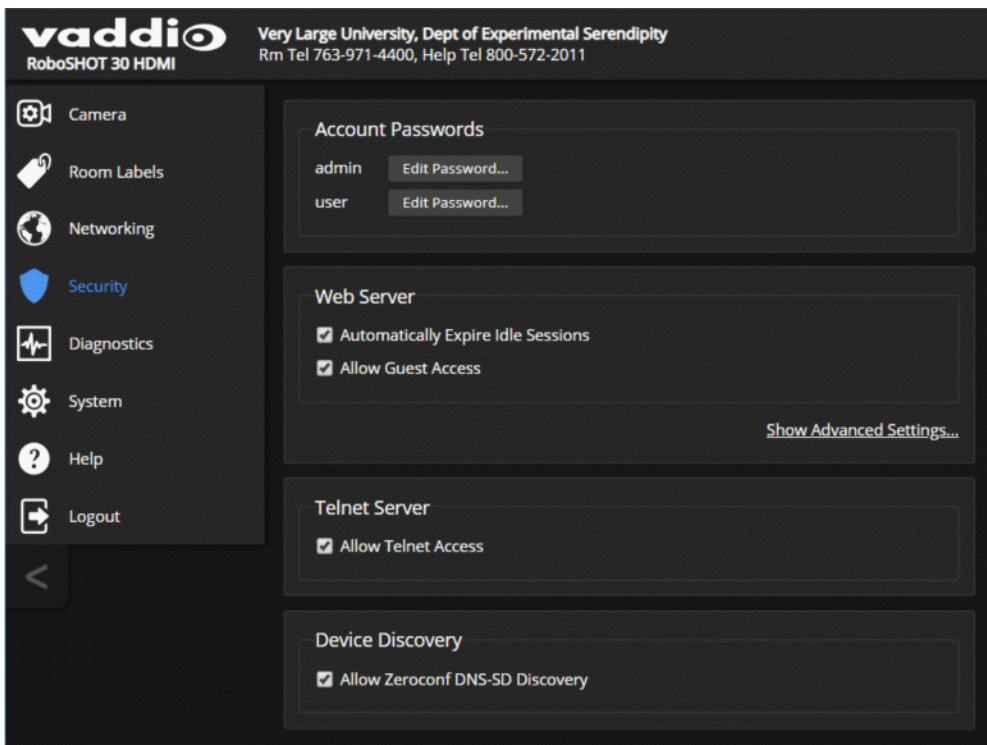 vaddio
RoboSHOT 30 HDMI
Very Large University, Dept of Experimental Serendipity
Rm Tel 763-971-4400, Help Tel 800-572-2011
Camera
Room Labels
Networking
Security
Diagnostics
System
Help
Logout
<
Account Passwords
admin Edit Password...
user Edit Password...
Web Server
Automatically Expire Idle Sessions
Allow Guest Access
Show Advanced Settings...
Telnet Server
Allow Telnet Access
Device Discovery
Allow Zeroconf DNS-SD Discovery